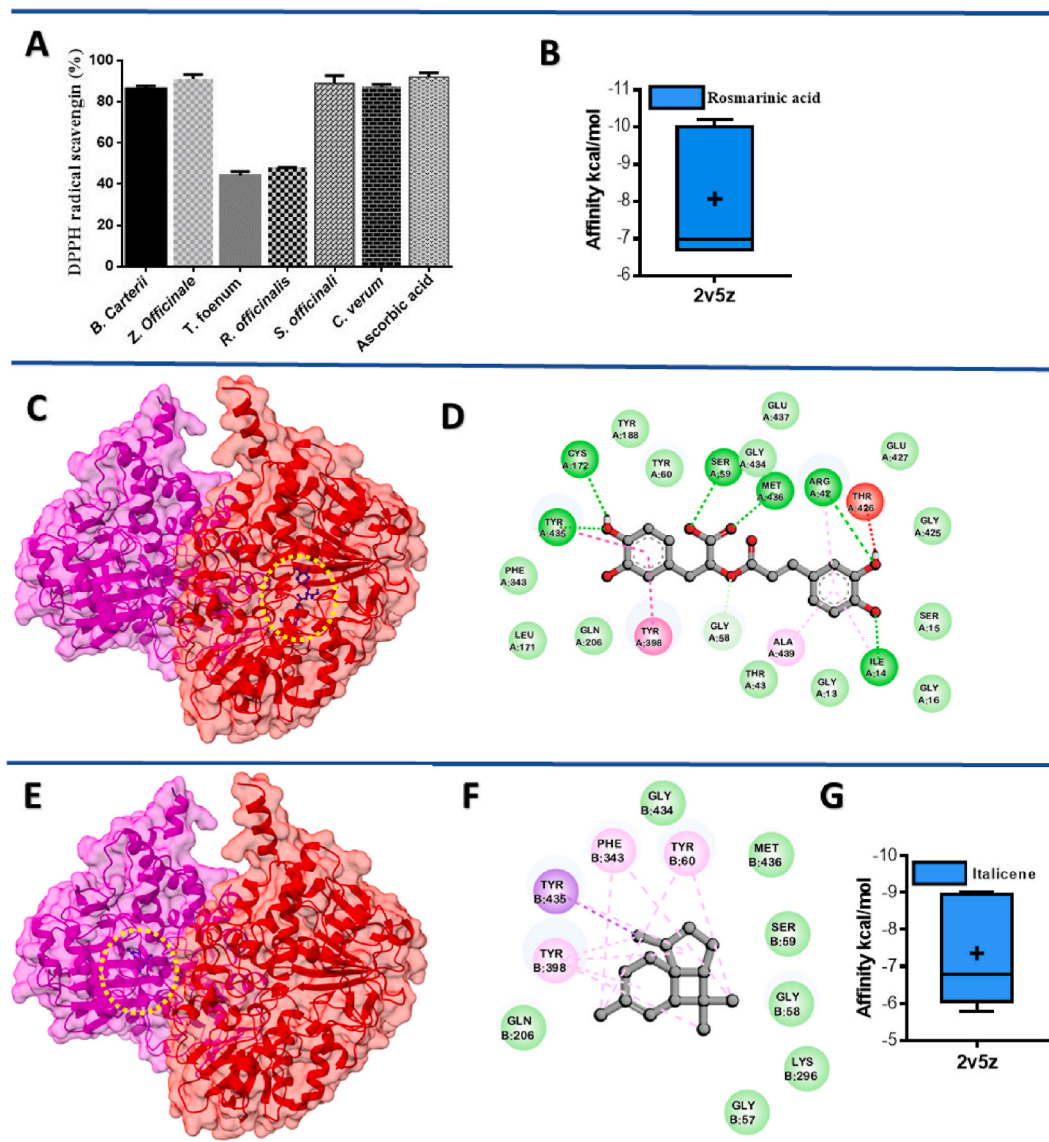 A
DPPH radical scavengin (%)
100
80
60
40
20
0
B. Carterii
Z. Officinale
T. foenum
R. officinalis
S. officinali
C. verum
Ascorbic acid
B
Affinity kcal/mol
-11
-10
-9
-8
-7
-6
Rosmarinic acid
2v5z
C
D
GLU
A:437
TYR
A:188
GLU
A:427
CYS
A:172
TYR
A:60
SER
A:59
GLY
A:434
MET
A:436
ARG
A:42
THR
A:426
TYR
A:435
GLY
A:425
PHE
A:343
LEU
A:171
GLN
A:206
TYR
A:398
GLY
A:58
ALA
A:439
SER
A:15
THR
A:43
GLY
A:13
ILE
A:14
GLY
A:16
E
F
GLY
B:434
PHE
B:343
TYR
B:60
MET
B:436
TYR
B:435
SER
B:59
TYR
B:398
GLY
B:58
GLN
B:206
LYS
B:296
GLY
B:57
G
Affinity kcal/mol
-10
-9
-8
-7
-6
-5
Italicene
2v5z